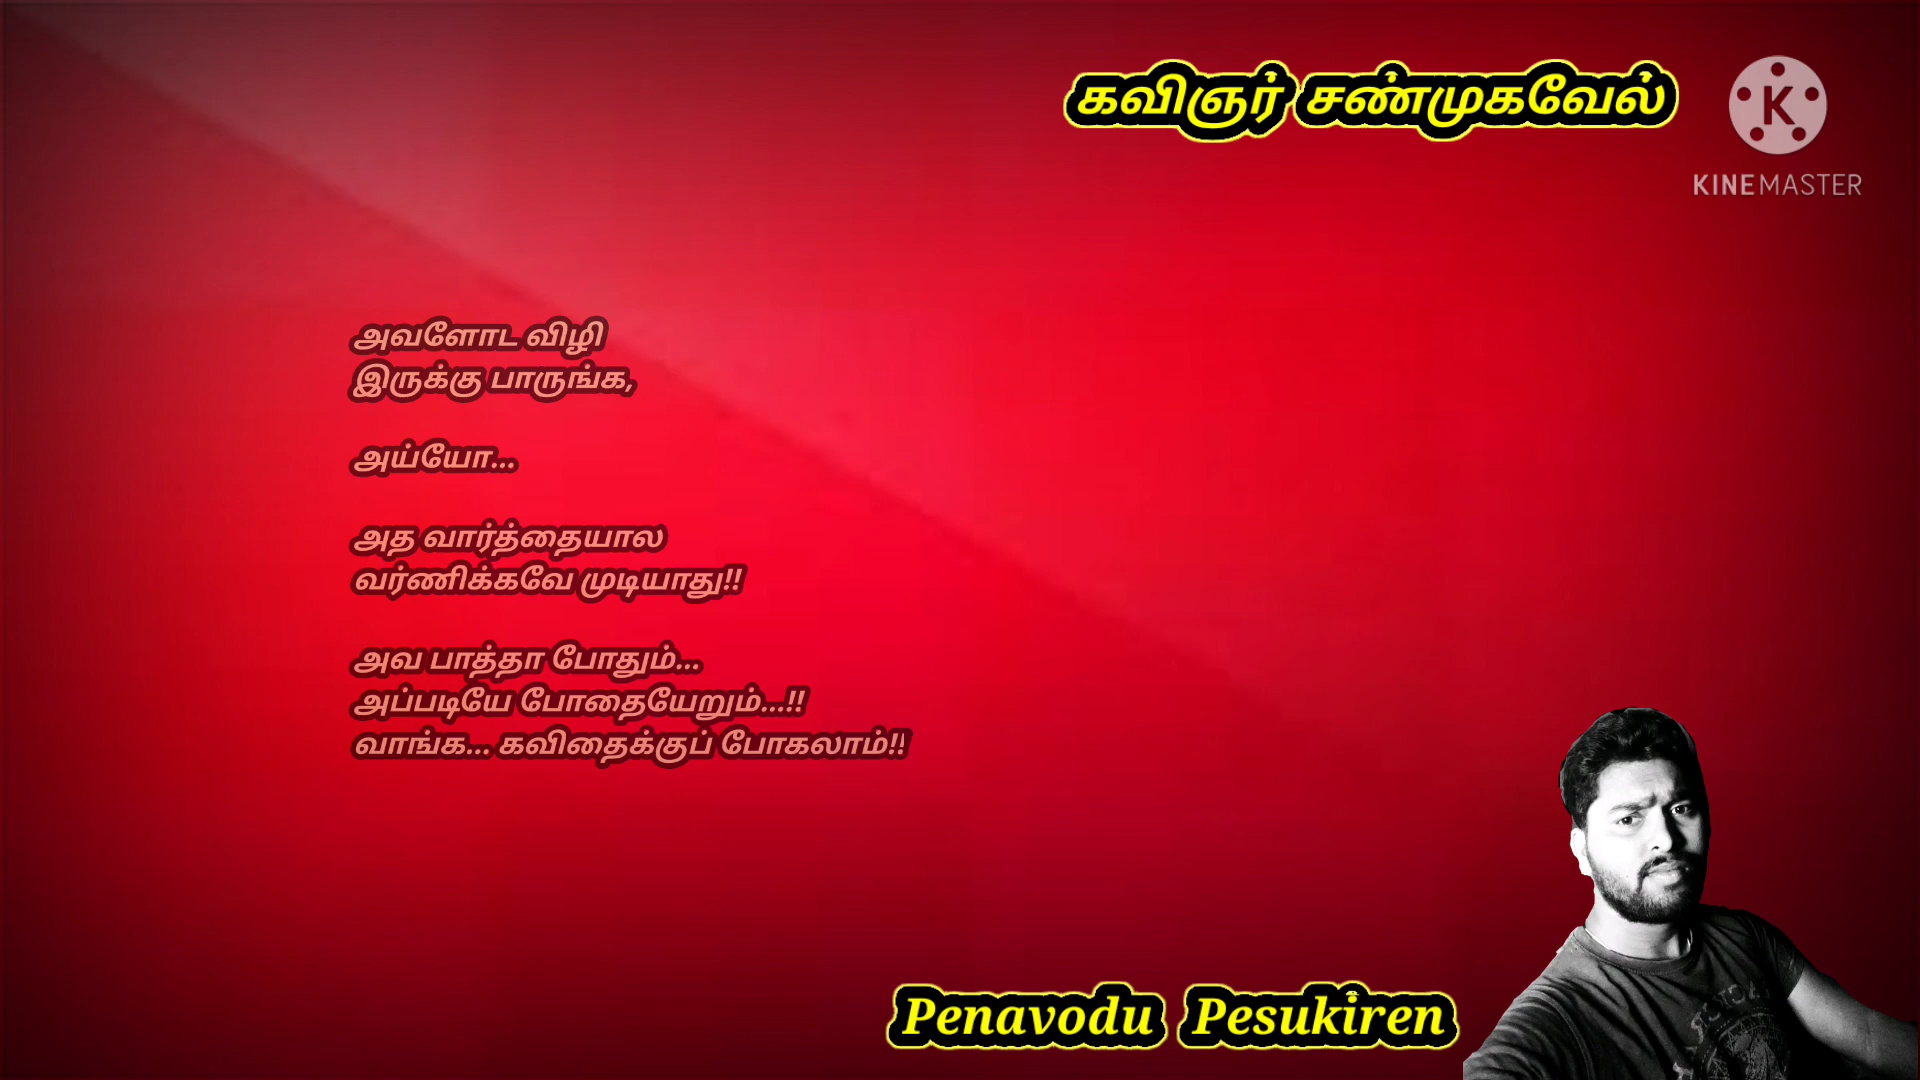 கவிஞர் சண்முகவேல்
KINEMASTER
அவளோட விழி
இருக்கு பாருங்க,
அய்யோ...
அத வார்த்தையால
வர்ணிக்கவே முடியாது!!
அவ பாத்தா போதும்...
அப்படியே போதையேறும்...!!
வாங்க... கவிதைக்குப் போகலாம்!!
Penavodu Pesukiren